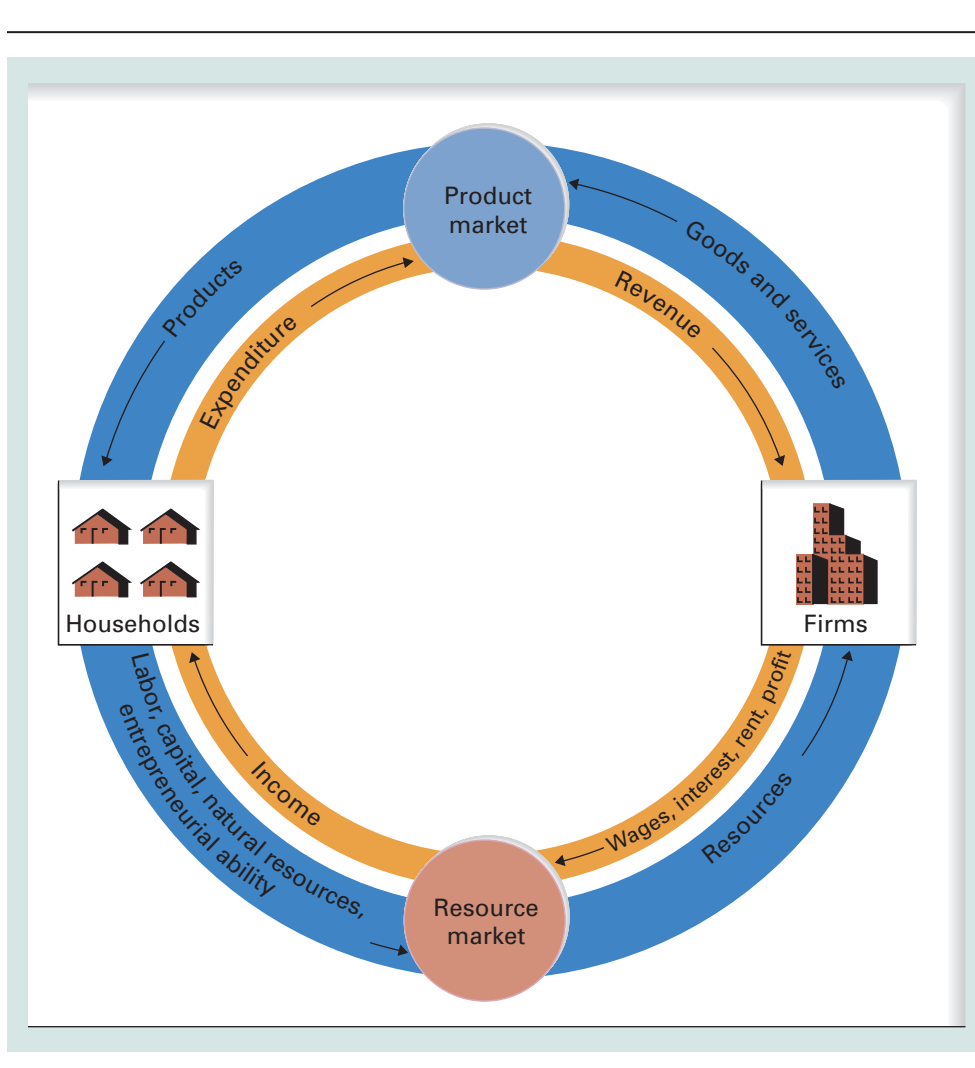 Product
market
Goods and services
Products
Revenue
Expenditure
Households
Firms
Labor, capital, natural resources,
entrepreneurial ability
Income
Wages, interest, rent, profit
Resources
Resource
market